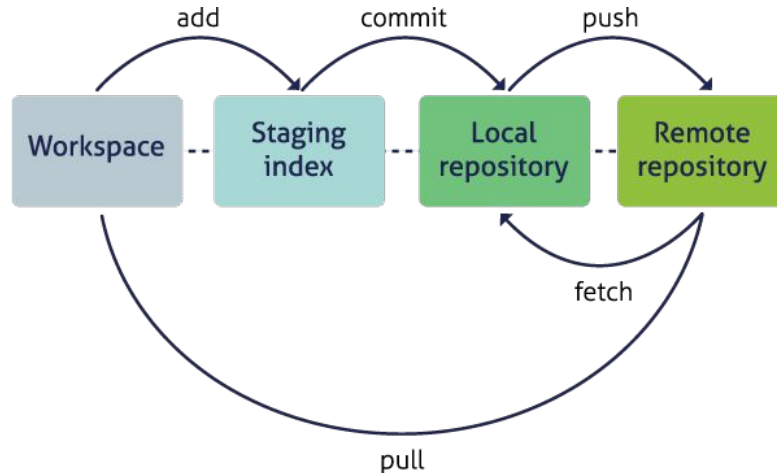 add
commit
push
Workspace
Staging
index
Local
repository
Remote
repository
fetch
pull